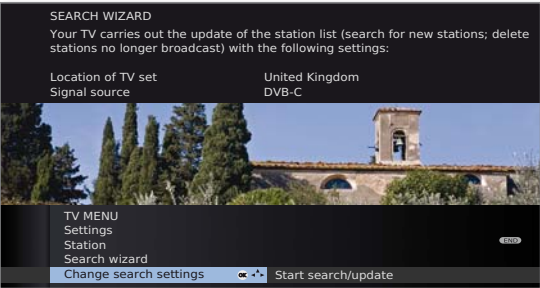 SEARCH WIZARD
Your TV carries out the update of the station list (search for new stations; delete
stations no longer broadcast) with the following settings:
Location of TV set United Kingdom
Signal source DVB-C
TV MENU
Settings
Station
END
Search wizard
Change search settings OK Start search/update